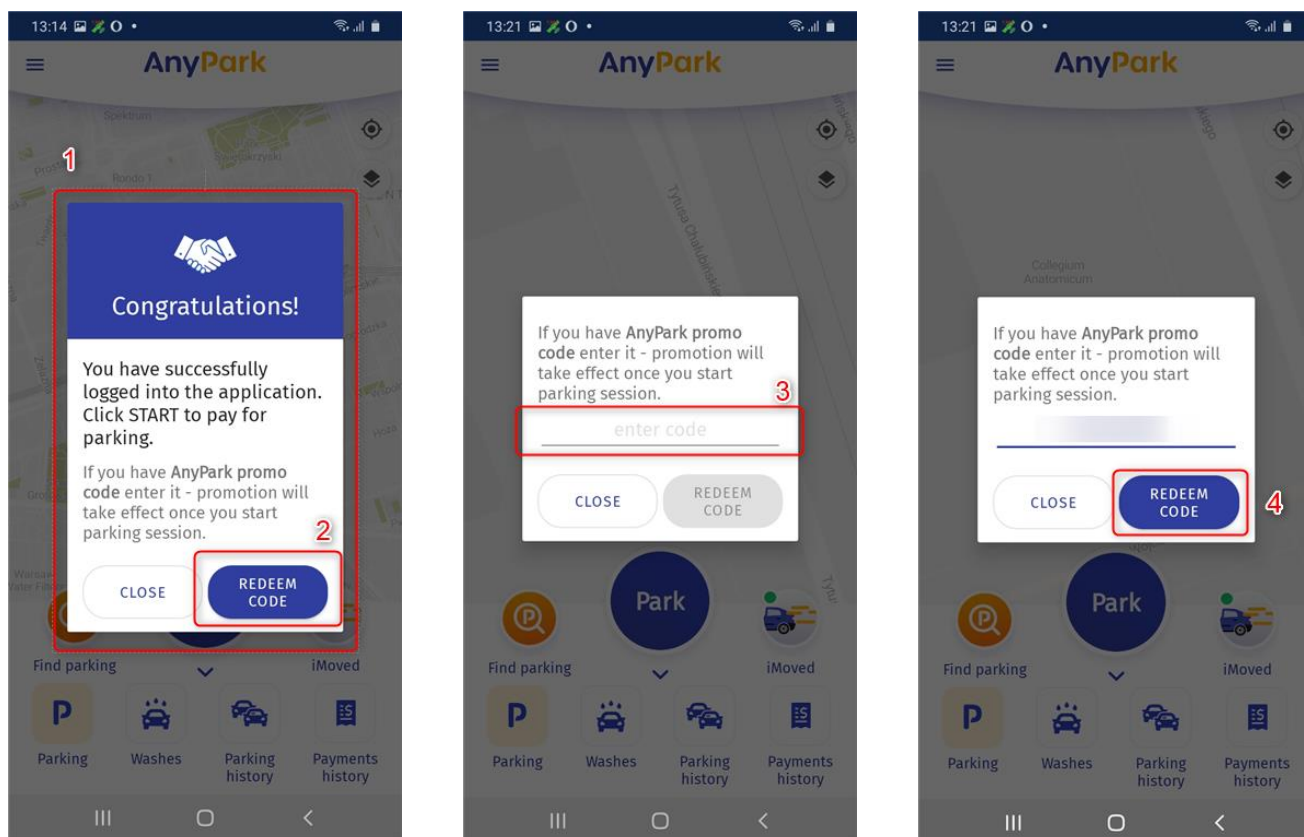 13:14
AnyPark
Spektrum
Rondo 1
1
Congratulations!
You have successfully
logged into the application.
Click START to pay for
parking.
If you have AnyPark promo
code enter it - promotion will
take effect once you start
parking session.
2
CLOSE
REDEEM
CODE
Find parking
iMoved
Parking
Washes
Parking
history
Payments
history
13:21
AnyPark
If you have AnyPark promo
code enter it - promotion will
take effect once you start
parking session.
3
enter code
CLOSE
REDEEM
CODE
Park
Find parking
iMoved
Parking
Washes
Parking
history
Payments
history
13:21
AnyPark
Collegium
Anatomicum
If you have AnyPark promo
code enter it - promotion will
take effect once you start
parking session.
CLOSE
REDEEM
CODE
4
Park
Find parking
iMoved
Parking
Washes
Parking
history
Payments
history